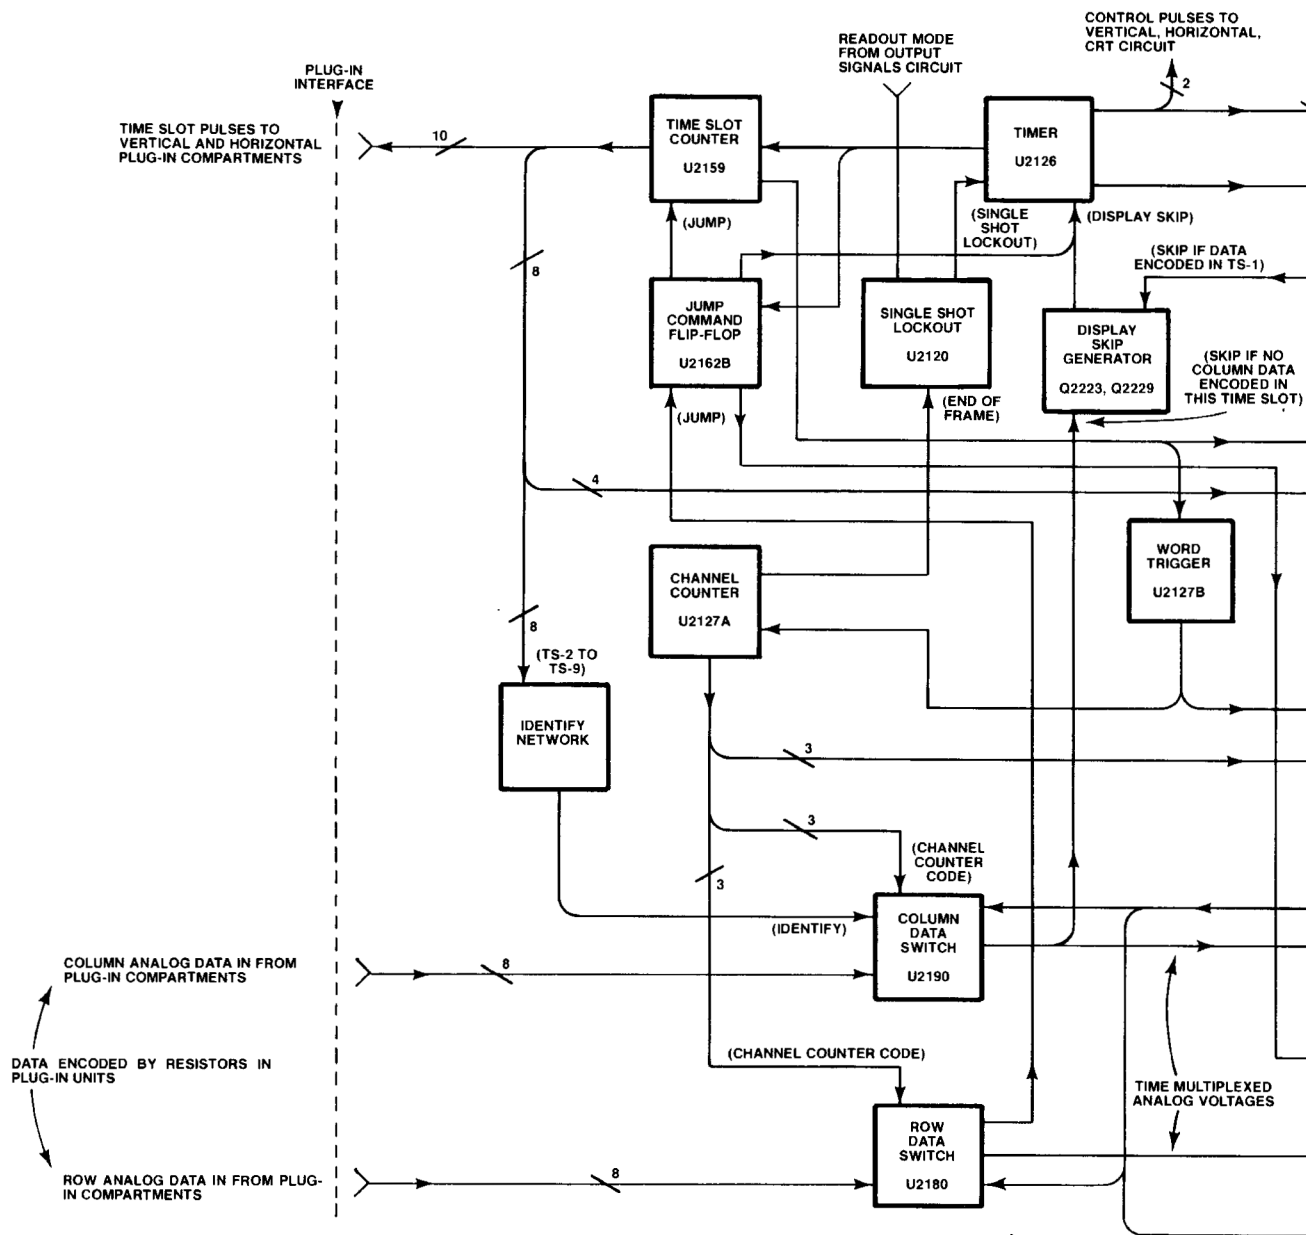 CONTROL PULSES TO
VERTICAL, HORIZONTAL,
CRT CIRCUIT
2
READOUT MODE
FROM OUTPUT
SIGNALS CIRCUIT
PLUG-IN
INTERFACE
TIME SLOT PULSES TO
VERTICAL AND HORIZONTAL
PLUG-IN COMPARTMENTS
10
TIME SLOT
COUNTER
U2159
TIMER
U2126
(JUMP)
(SINGLE
SHOT
LOCKOUT)
(DISPLAY SKIP)
(SKIP IF DATA
ENCODED IN TS-1)
8
JUMP
COMMAND
FLIP-FLOP
U2162B
SINGLE SHOT
LOCKOUT
U2120
DISPLAY
SKIP
GENERATOR
Q2223, Q2229
(SKIP IF NO
COLUMN DATA
ENCODED IN
THIS TIME SLOT)
(JUMP)
(END OF
FRAME)
4
CHANNEL
COUNTER
U2127A
WORD
TRIGGER
U2127B
8
(TS-2 TO
TS-9)
IDENTIFY
NETWORK
3
3
3
(CHANNEL
COUNTER
CODE)
(IDENTIFY)
COLUMN
DATA
SWITCH
U2190
COLUMN ANALOG DATA IN FROM
PLUG-IN COMPARTMENTS
8
DATA ENCODED BY RESISTORS IN
PLUG-IN UNITS
(CHANNEL COUNTER CODE)
TIME MULTIPLEXED
ANALOG VOLTAGES
ROW
DATA
SWITCH
U2180
ROW ANALOG DATA IN FROM PLUG-
IN COMPARTMENTS
8